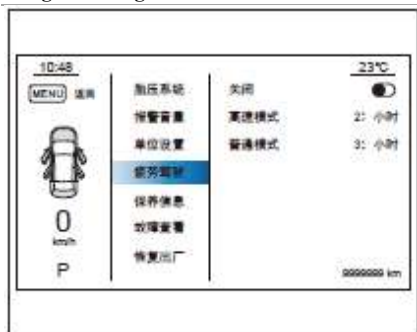 10:48
23℃
MENU 返回
胎压系统
报警音量
单位设置
疲劳驾驶
保养信息
故障查看
恢复出厂
关闭
高速模式 2: 小时
普通模式 3: 小时
0
km/h
P
9999999 km